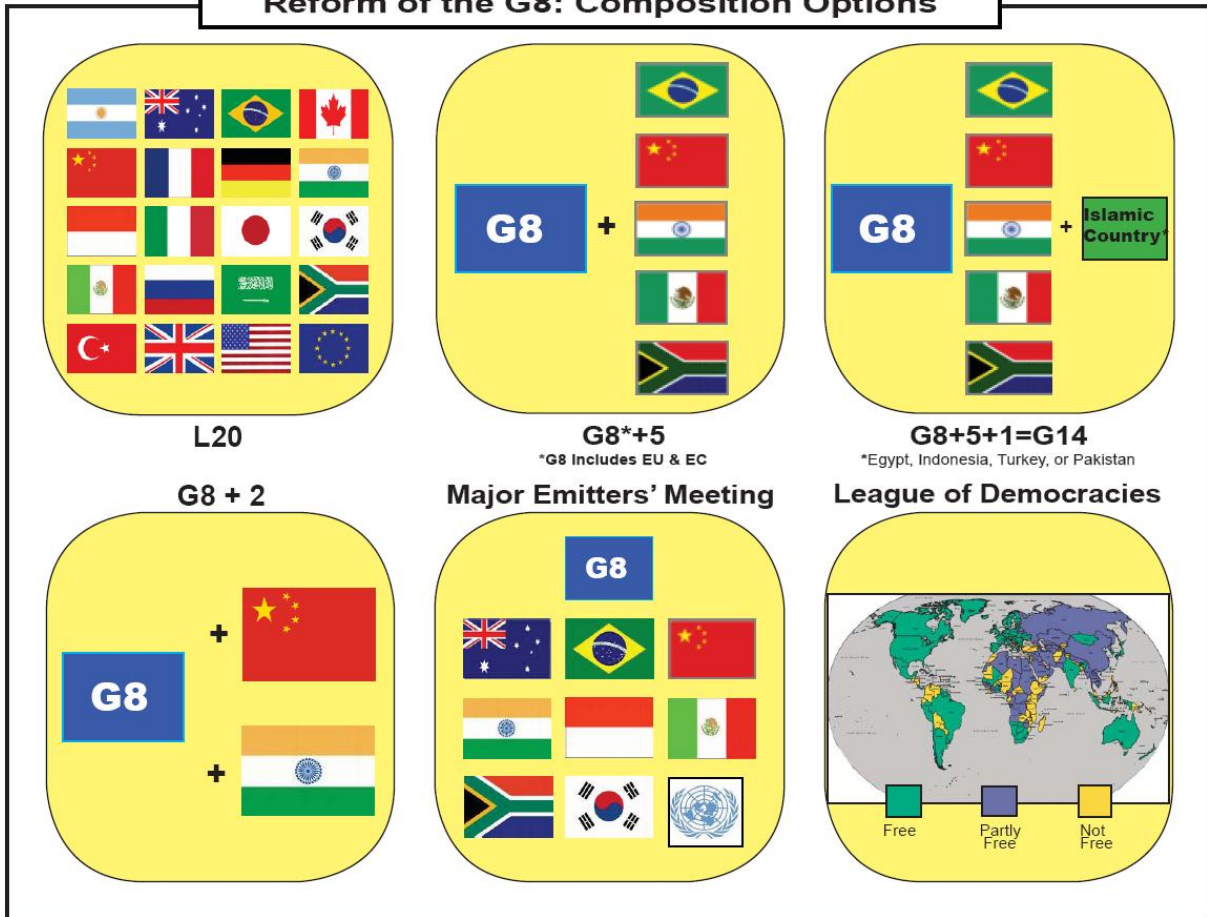 Reform of the G8: Composition Options
L20
G8
+
G8*+5
*G8 Includes EU & EC
G8
+
Islamic
Country*
G8+5+1=G14
*Egypt, Indonesia, Turkey, or Pakistan
G8 + 2
G8
+
+
Major Emitters' Meeting
G8
League of Democracies
Free
Partly
Free
Not
Free